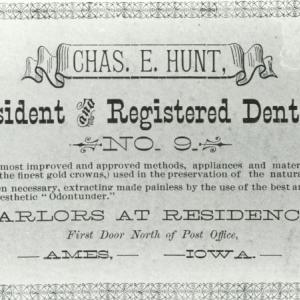 CHAS. E. HUNT,
sident and Registered Dent
NO. 9.
most improved and approved methods, appliances and mater
the finest gold crowns,) used in the preservation of the natura
en necessary, extracting made painless by the use of the best an
esthetic "Odontunder."
ARLORS AT RESIDENC
First Door North of Post Office,
AMES, IOWA.